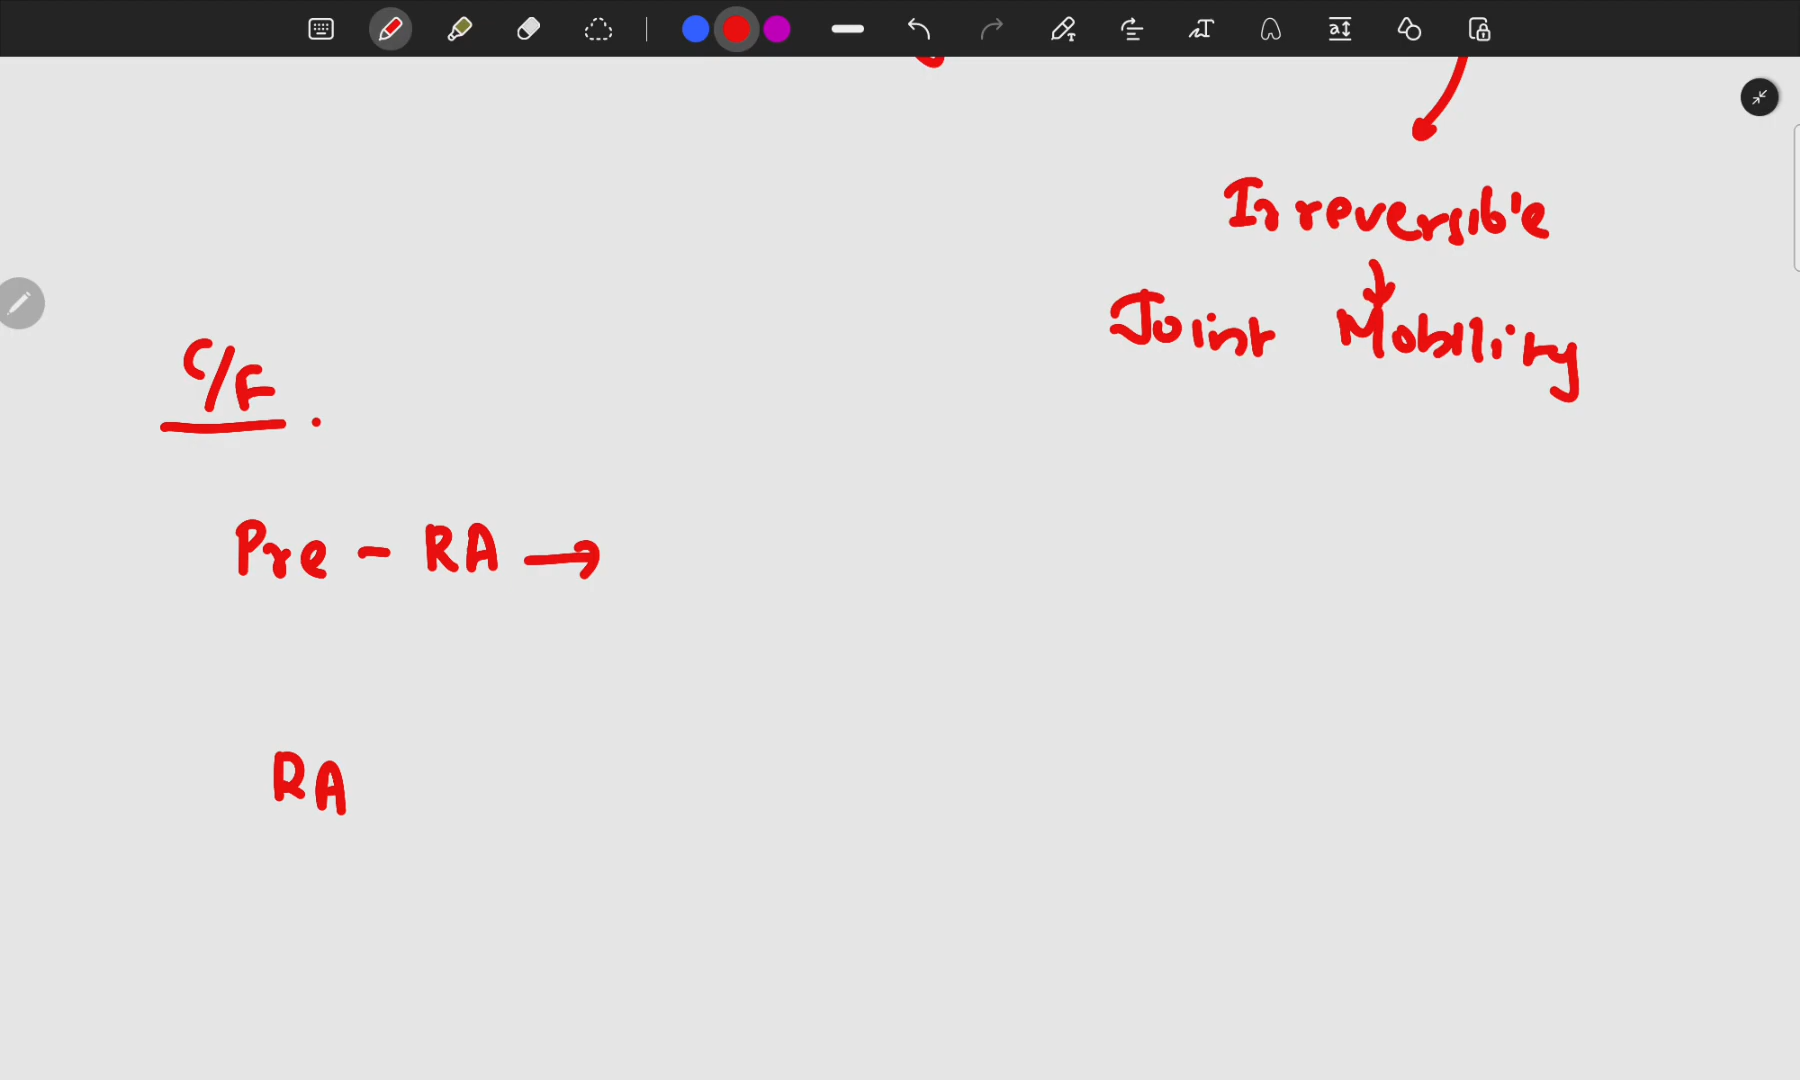 Irreversible
↓
Joint Mobility
C/F.
Pre - RA →
RA